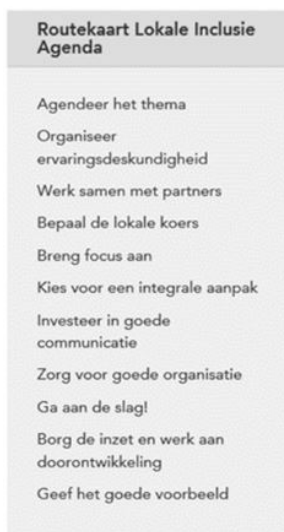 Routekaart Lokale Inclusie
Agenda
Agendeer het thema
Organiseer
ervaringsdeskundigheid
Werk samen met partners
Bepaal de lokale koers
Breng focus aan
Kies voor een integrale aanpak
Investeer in goede
communicatie
Zorg voor goede organisatie
Ga aan de slag!
Borg de inzet en werk aan
doorontwikkeling
Geef het goede voorbeeld